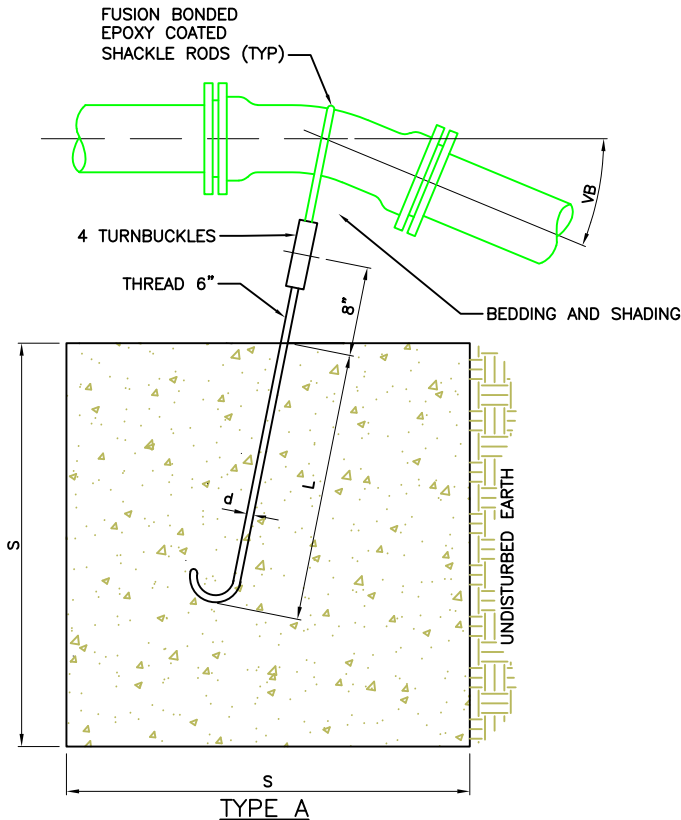 FUSION BONDED
EPOXY COATED
SHACKLE RODS (TYP)
VB
4 TURNBUCKLES
THREAD 6"
8"
BEDDING AND SHADING
L
d
S
UNDISTURBED EARTH
S
TYPE A